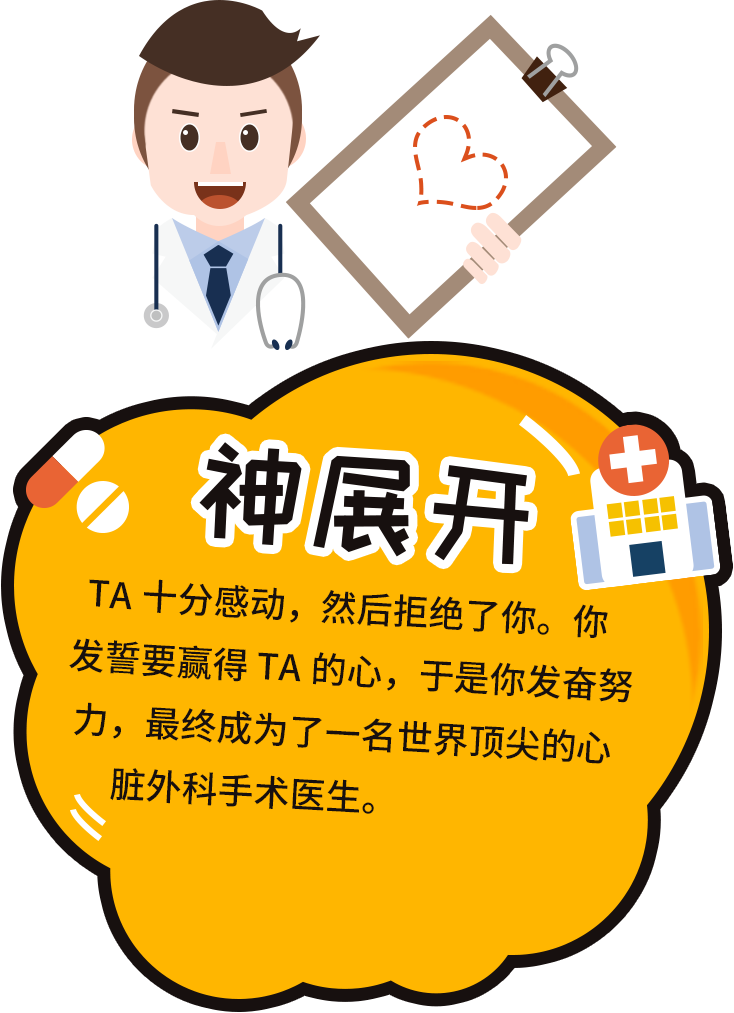 神展开
TA 十分感动，然后拒绝了你。你
发誓要赢得 TA 的心，于是你发奋努
力，最终成为了一名世界顶尖的心
脏外科手术医生。